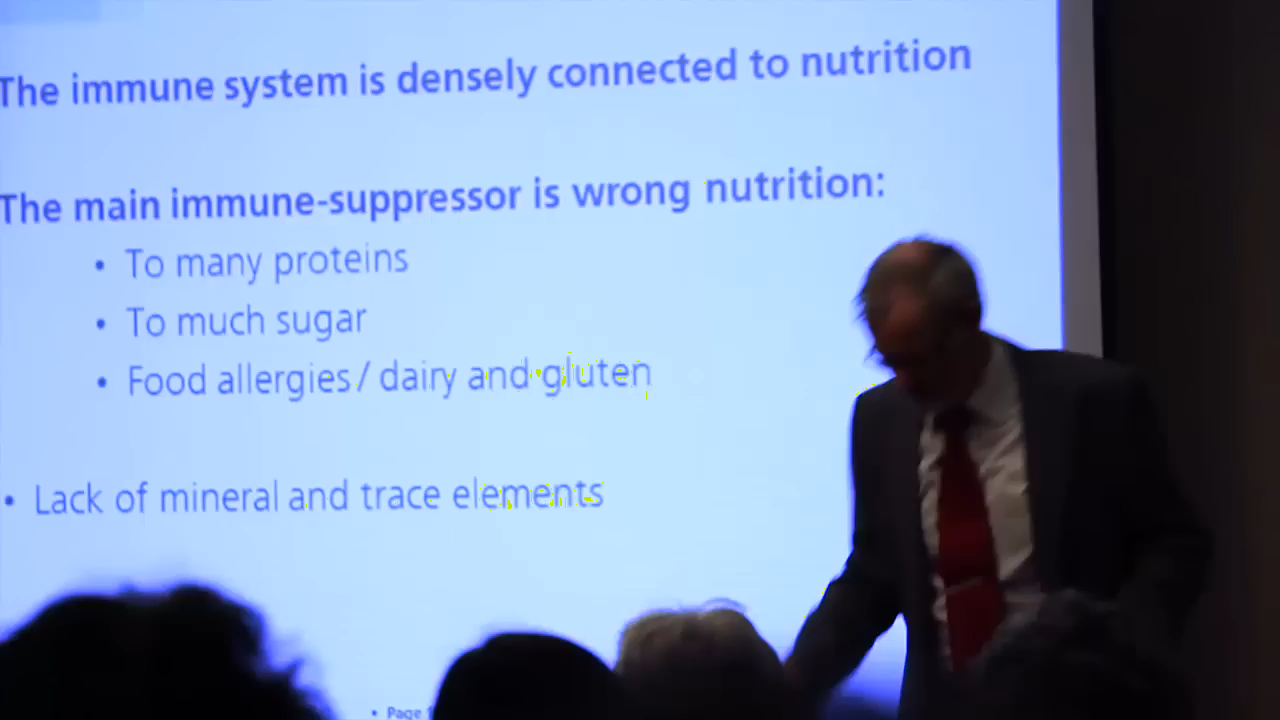 The immune system is densely connected to nutrition
The main immune-suppressor is wrong nutrition:
• To many proteins
• To much sugar
• Food allergies / dairy and gluten
• Lack of mineral and trace elements
• Page